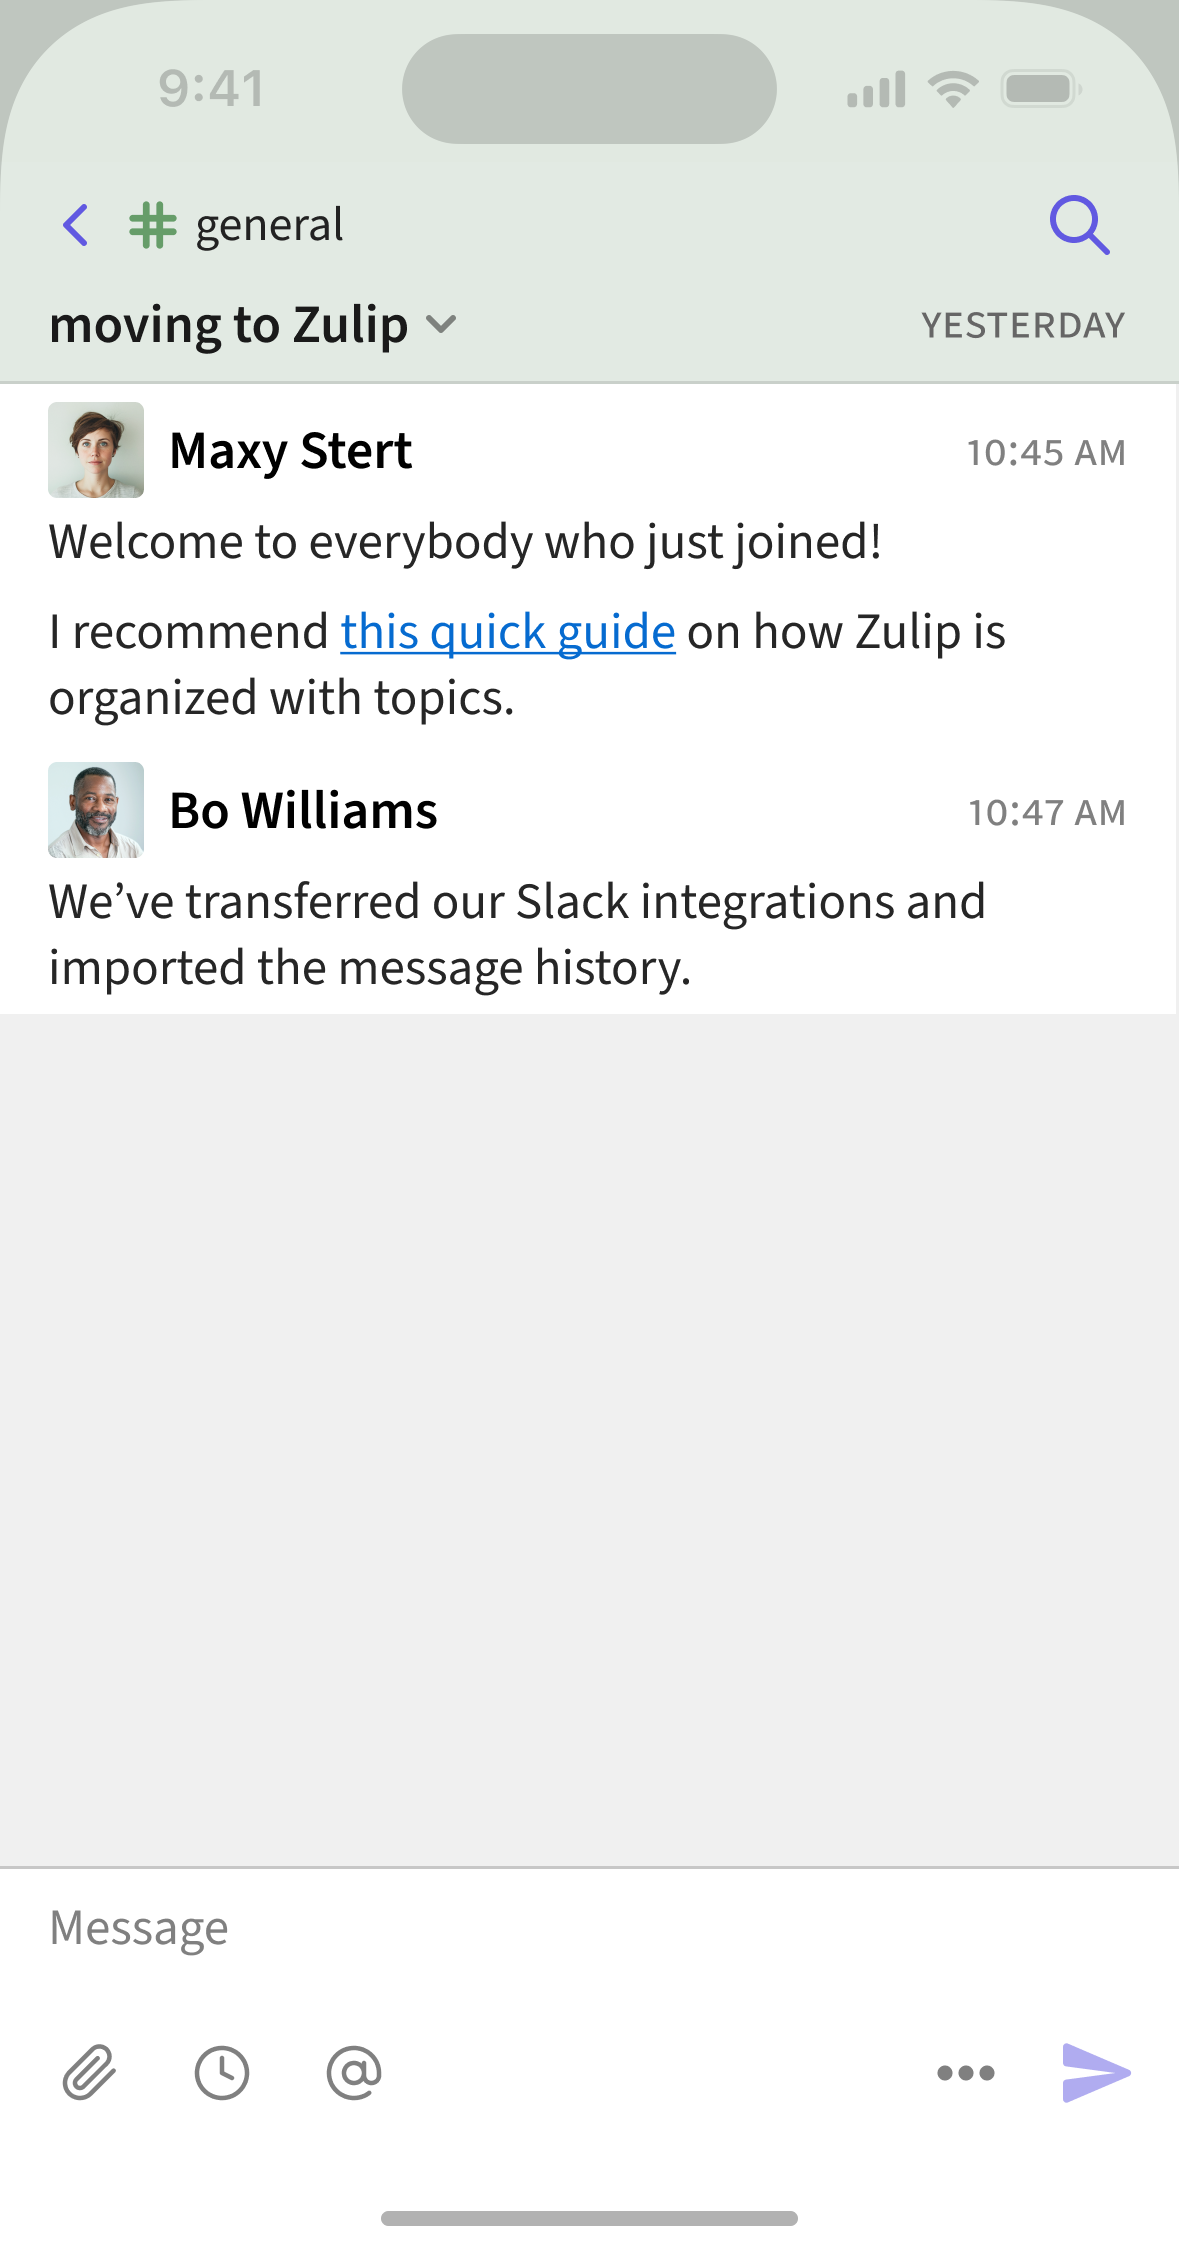 9:41
general
moving to Zulip
YESTERDAY
Maxy Stert
10:45 AM
Welcome to everybody who just joined!
I recommend this quick guide on how Zulip is
organized with topics.
Bo Williams
10:47 AM
We’ve transferred our Slack integrations and
imported the message history.
Message